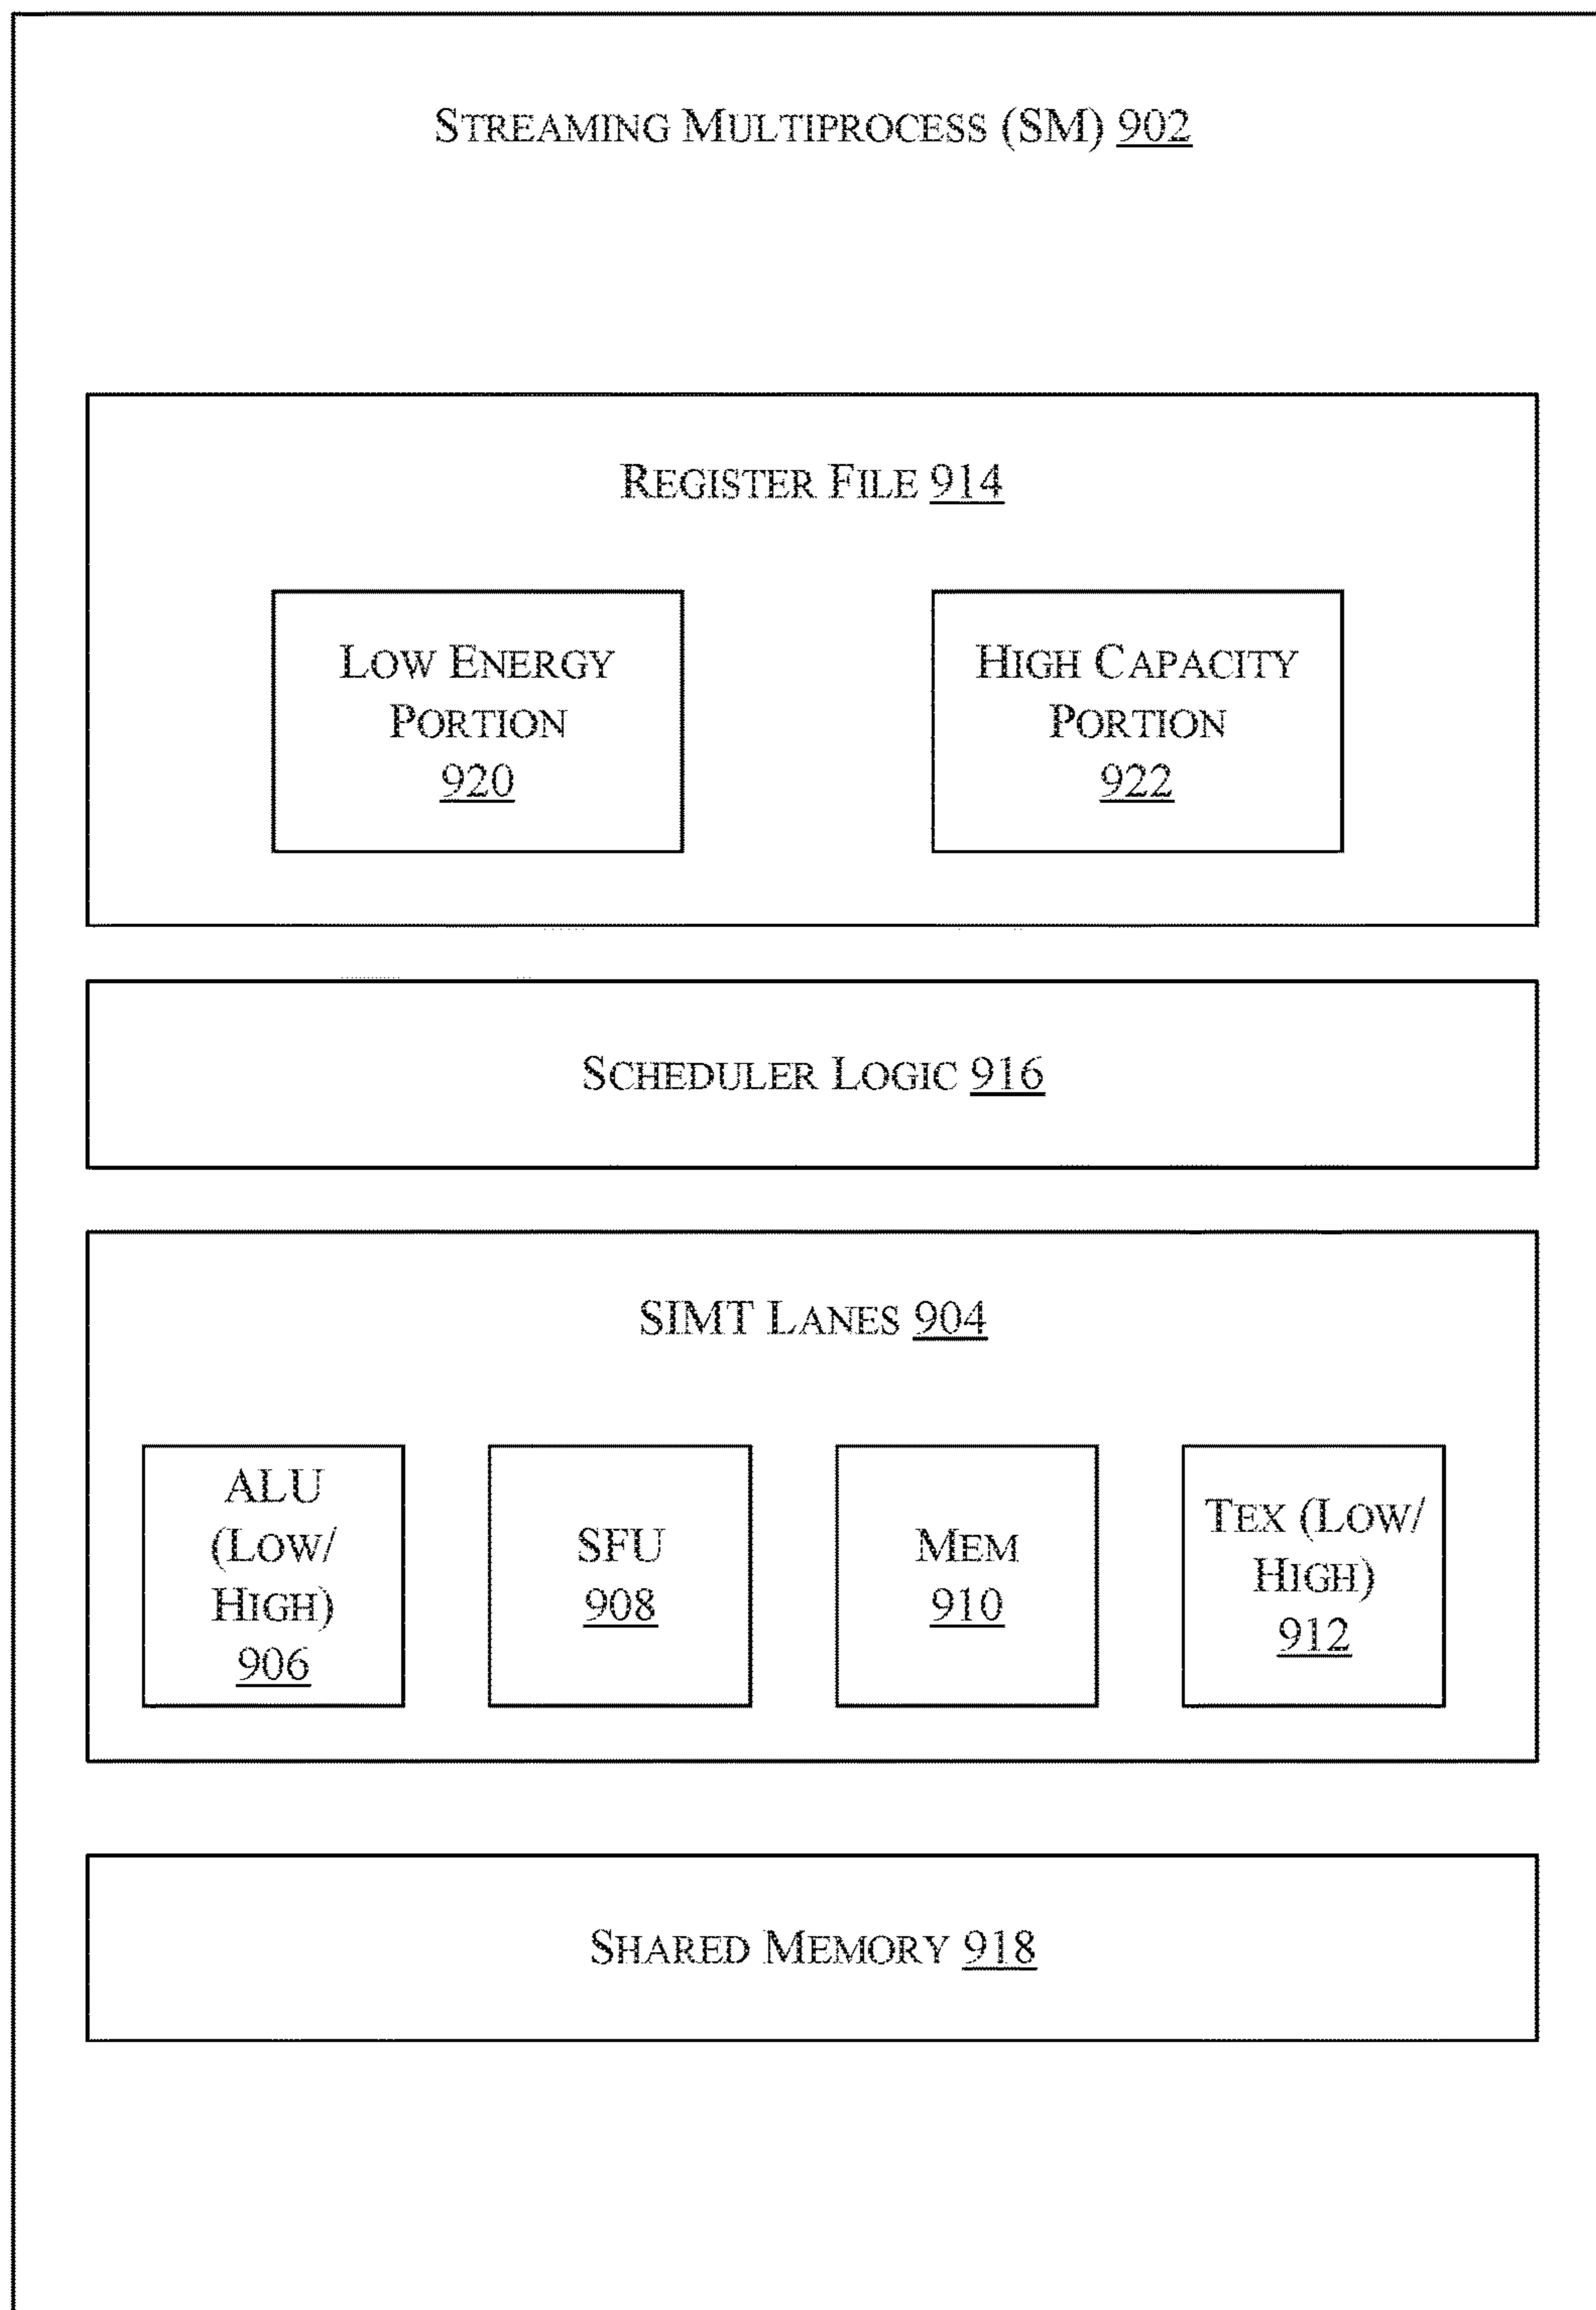 STREAMING MULTIPROCESS (SM) 902
REGISTER FILE 914
LOW ENERGY
PORTION
920
HIGH CAPACITY
PORTION
922
SCHEDULER LOGIC 916
SIMT LANES 904
ALU
(LOW/
HIGH)
906
SFU
908
MEM
910
TEX (LOW/
HIGH)
912
SHARED MEMORY 918